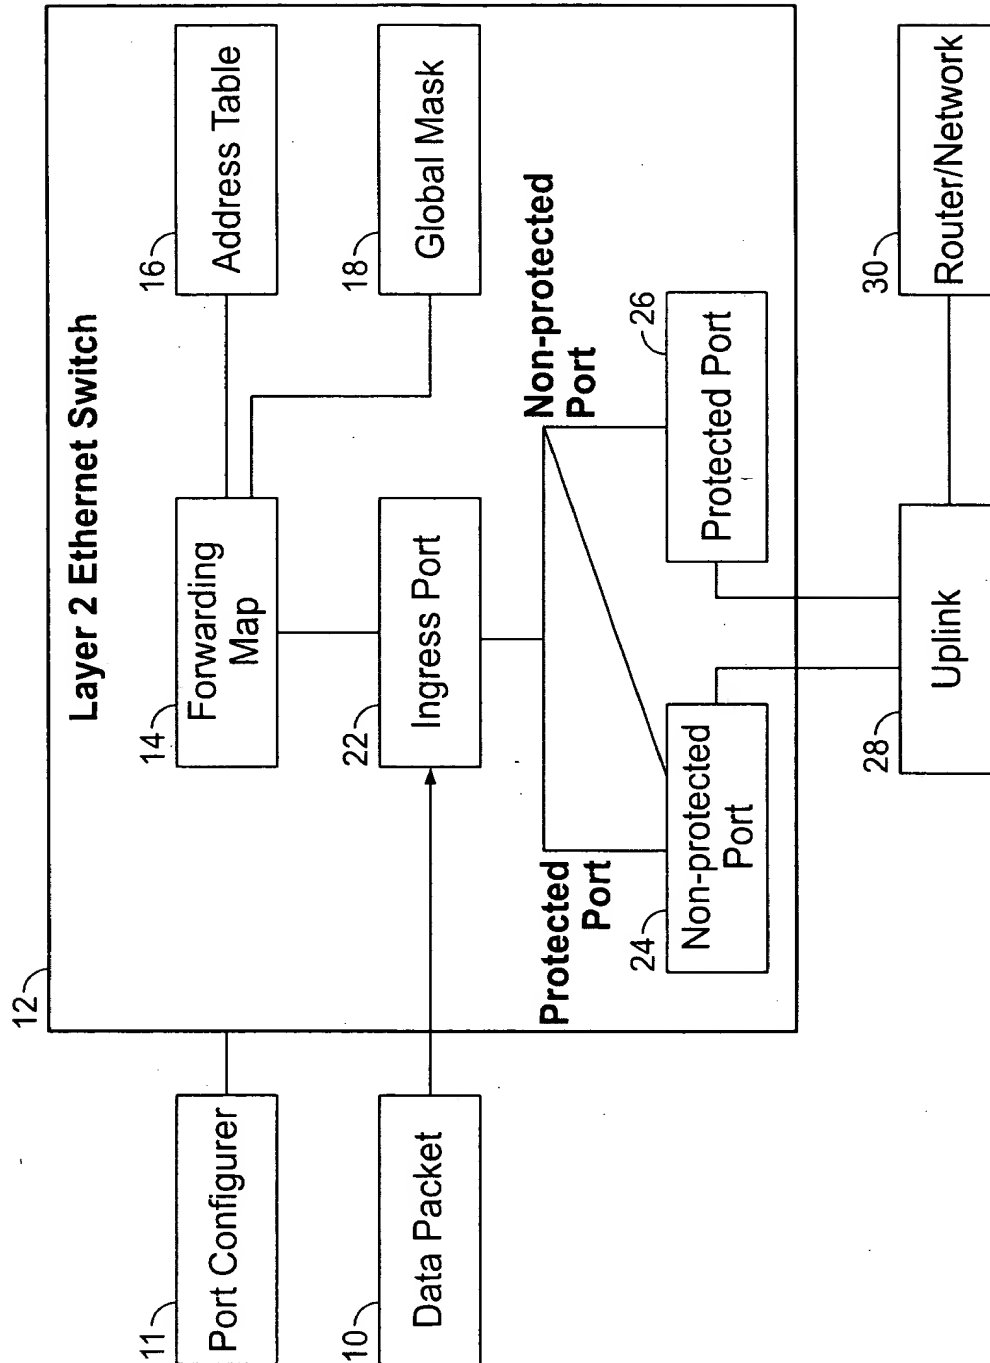 Layer 2 Ethernet Switch
12
11
Port Configurer
14
Forwarding
Map
16
Address Table
10
Data Packet
22
Ingress Port
18
Global Mask
Protected
Port
Non-protected
Port
24
Non-protected
Port
26
Protected Port
28
Uplink
30
Router/Network